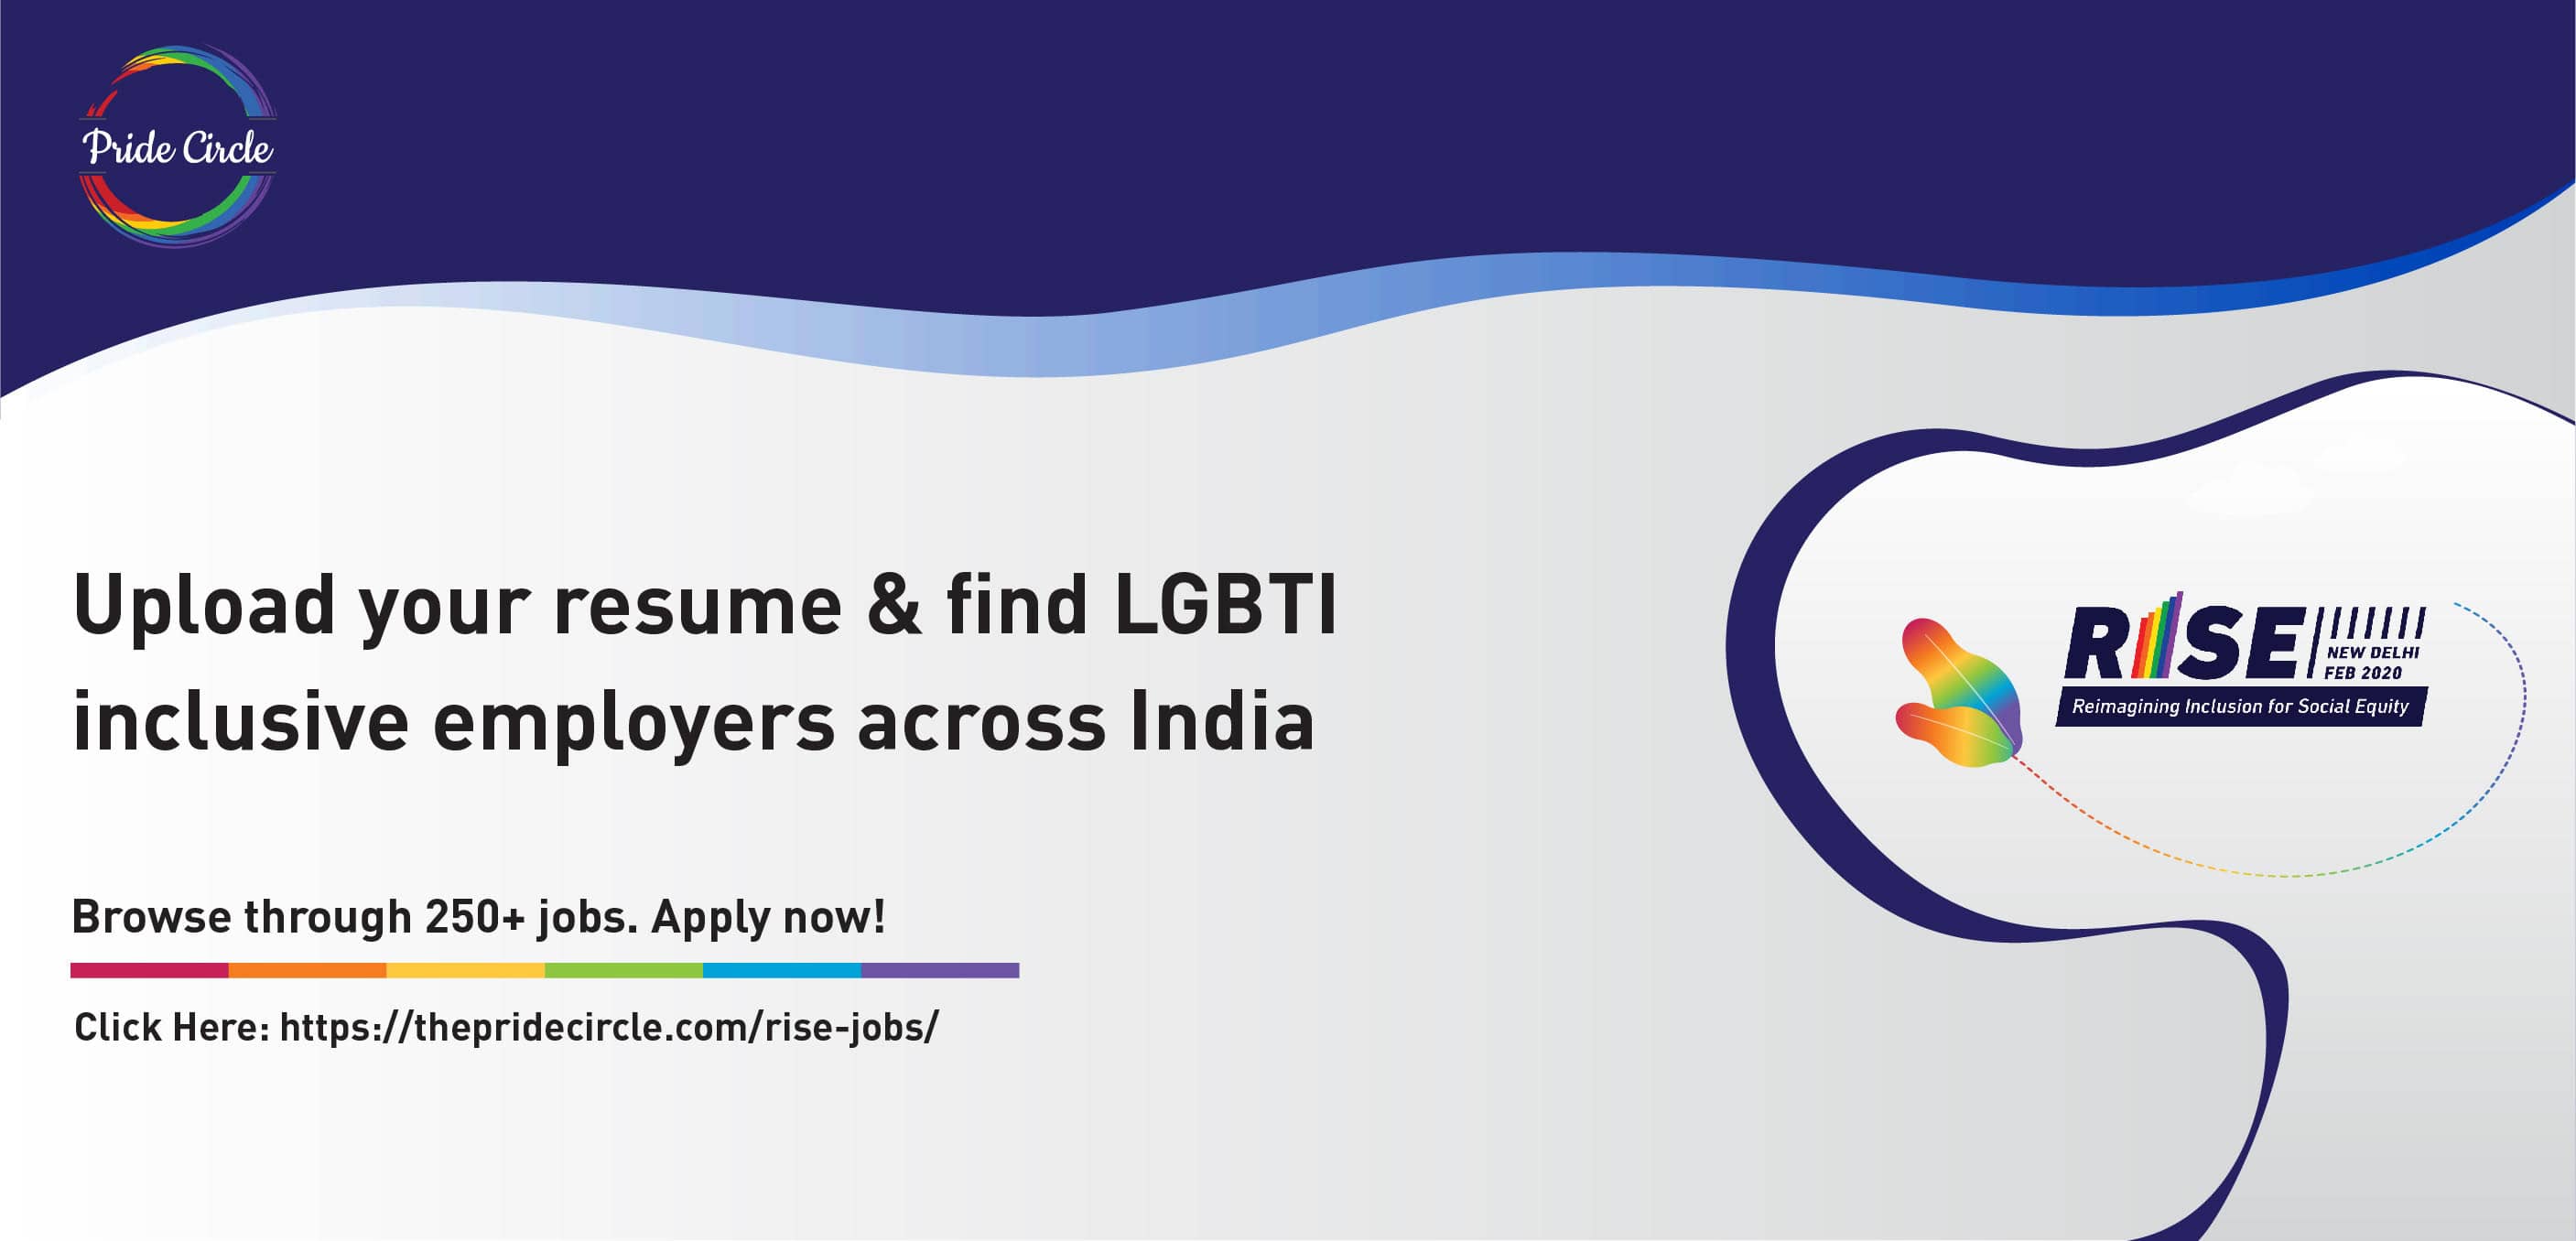 Pride Circle
Upload your resume & find LGBTI
inclusive employers across India
Browse through 250+ jobs. Apply now!
Click Here: https://thepridecircle.com/rise-jobs/
RISE
NEW DELHI
FEB 2020
Reimagining Inclusion for Social Equity